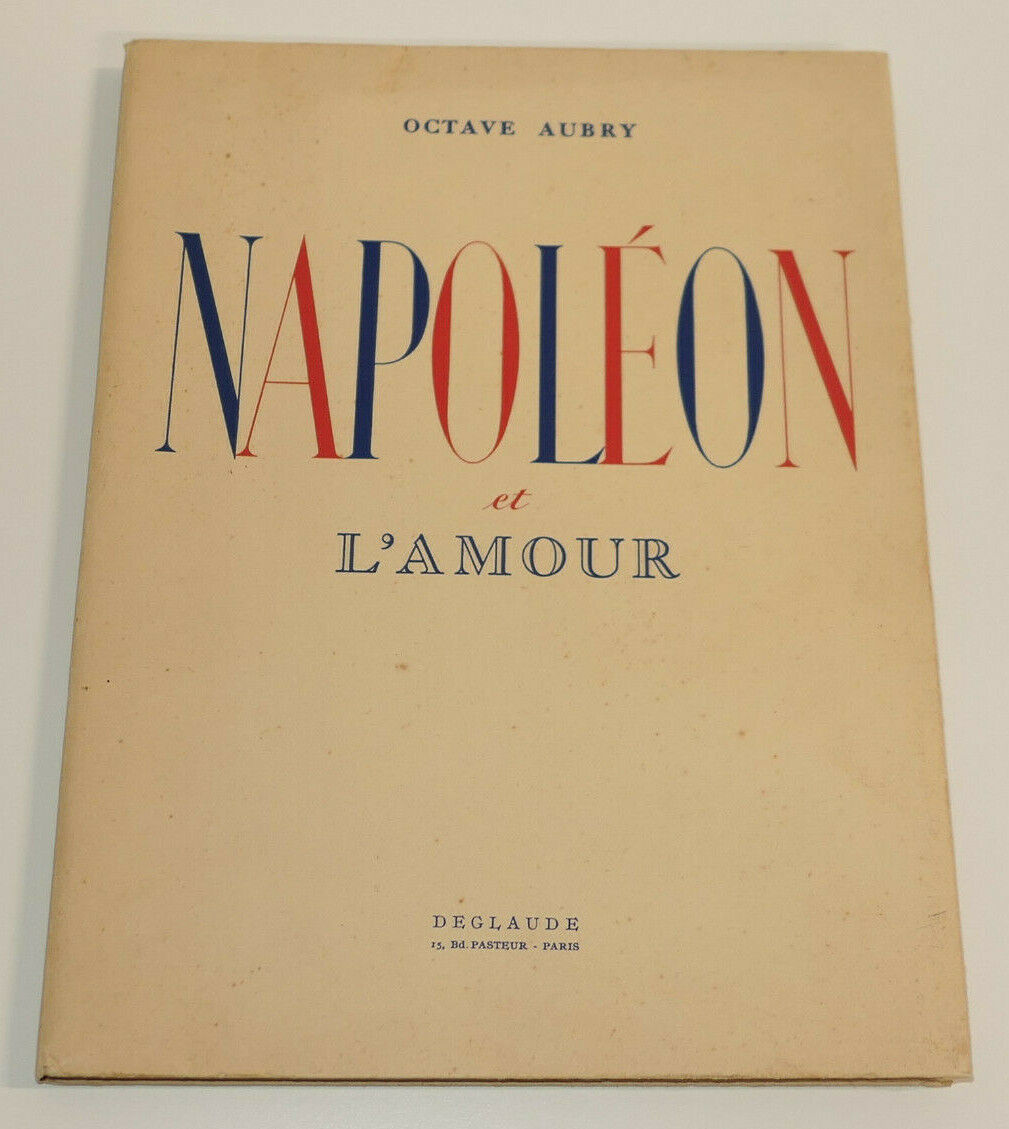 OCTAVE AUBRY
NAPOLÉON
et
L'AMOUR
DEGLAUDE
15, Bd. PASTEUR - PARIS